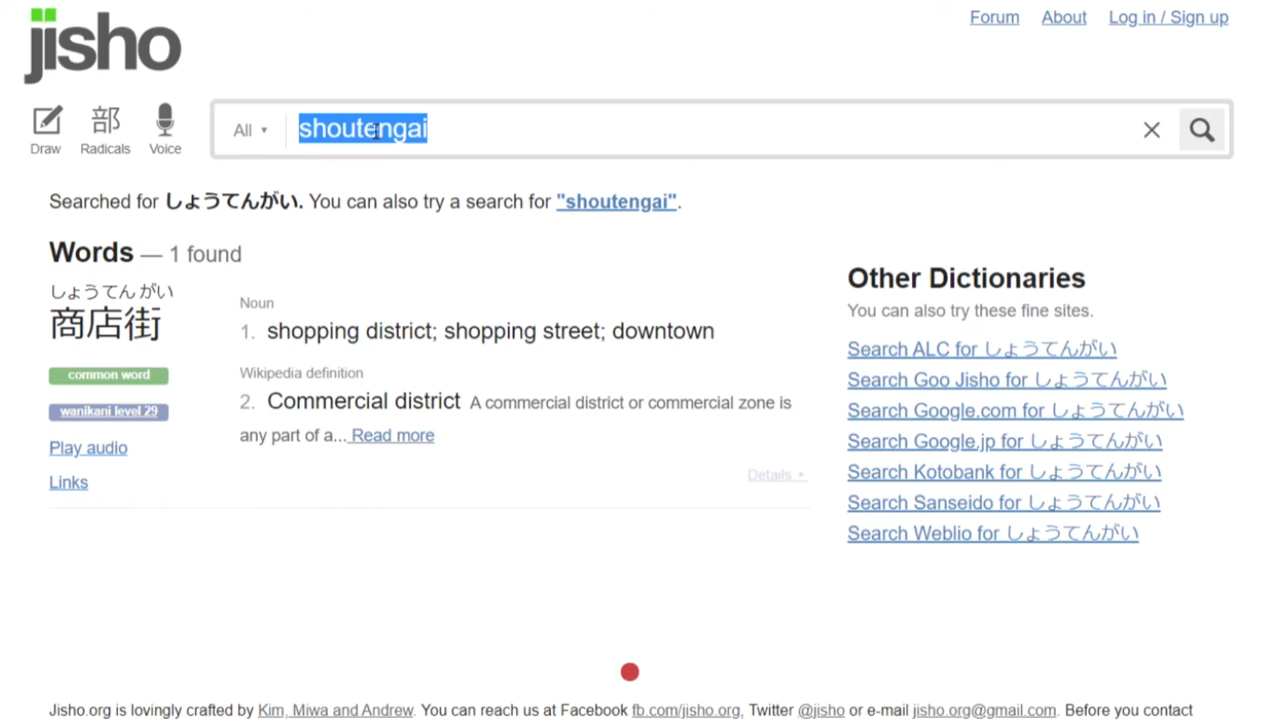 Forum About Log in / Sign up
jisho
部
Draw Radicals Voice
All ▾ shoutengai
Searched for しょうてんがい. You can also try a search for "shoutengai".
Words — 1 found
しょうてんがい
商店街
common word
wanikani level 29
Play audio
Links
Noun
1. shopping district; shopping street; downtown
Wikipedia definition
2. Commercial district A commercial district or commercial zone is
any part of a... Read more
Details ▸
Other Dictionaries
You can also try these fine sites.
Search ALC for しょうてんがい
Search Goo Jisho for しょうてんがい
Search Google.com for しょうてんがい
Search Google.jp for しょうてんがい
Search Kotobank for しょうてんがい
Search Sanseido for しょうてんがい
Search Weblio for しょうてんがい
Jisho.org is lovingly crafted by Kim, Miwa and Andrew. You can reach us at Facebook fb.com/jisho.org, Twitter @jisho or e-mail jisho.org@gmail.com. Before you contact